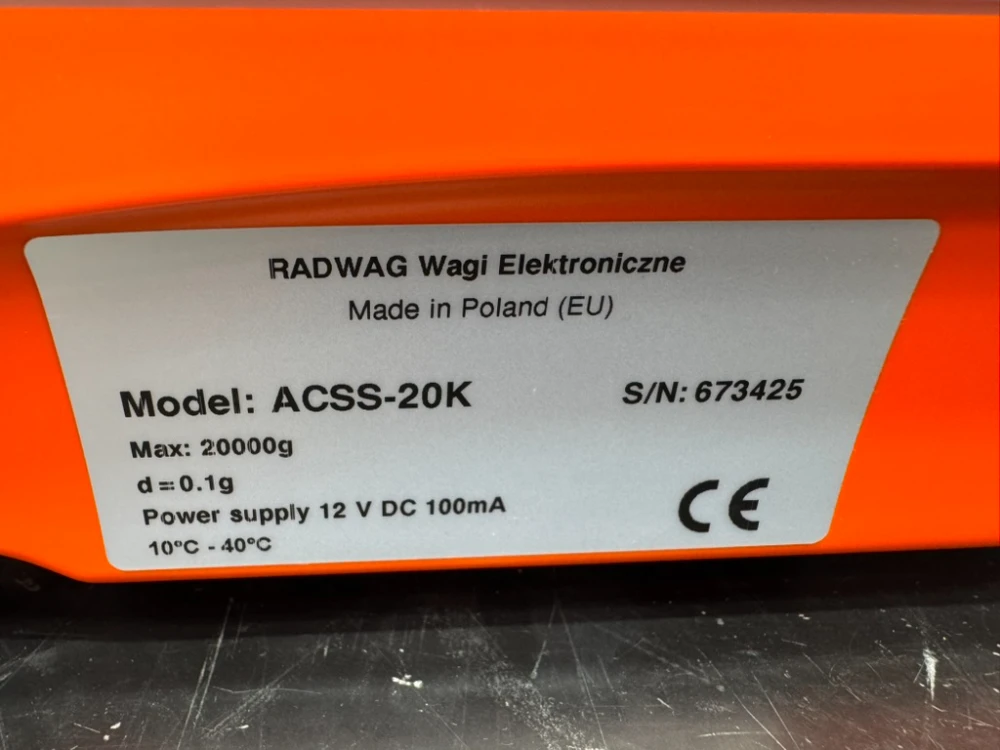 RADWAG Wagi Elektroniczne
Made in Poland (EU)
Model: ACSS-20K
S/N: 673425
Max: 20000g
d=0.1g
Power supply 12 V DC 100mA
10°C - 40°C
CE